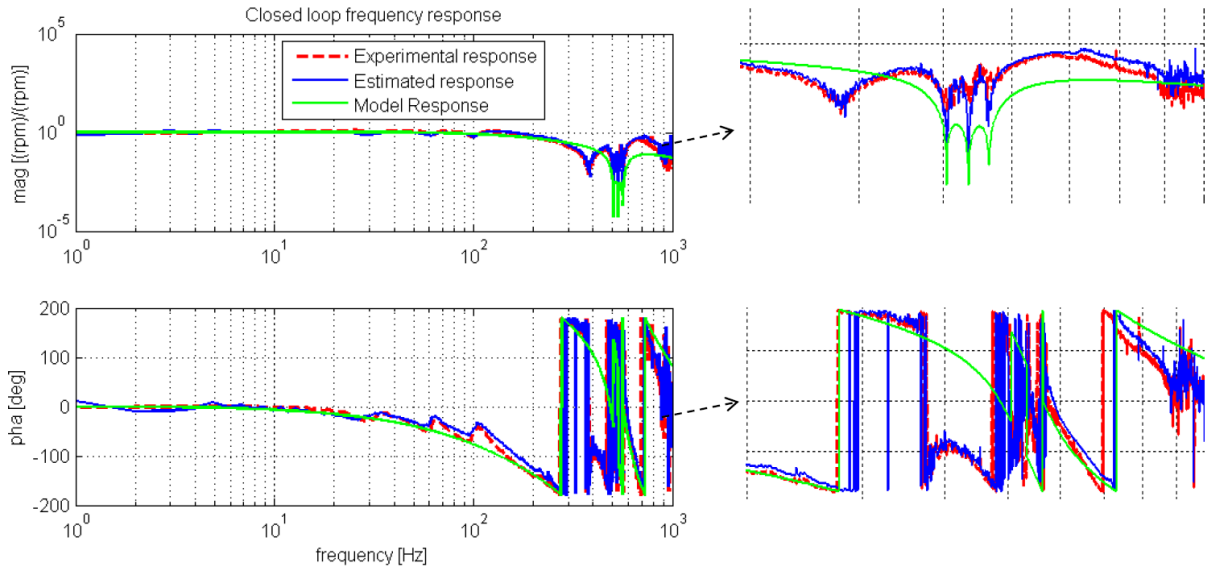 Closed loop frequency response
10^5
10^0
10^-5
mag [(rpm)/(rpm)]
Experimental response
Estimated response
Model Response
10^0
10^1
10^2
10^3
200
100
0
-100
-200
pha [deg]
10^0
10^1
10^2
10^3
frequency [Hz]